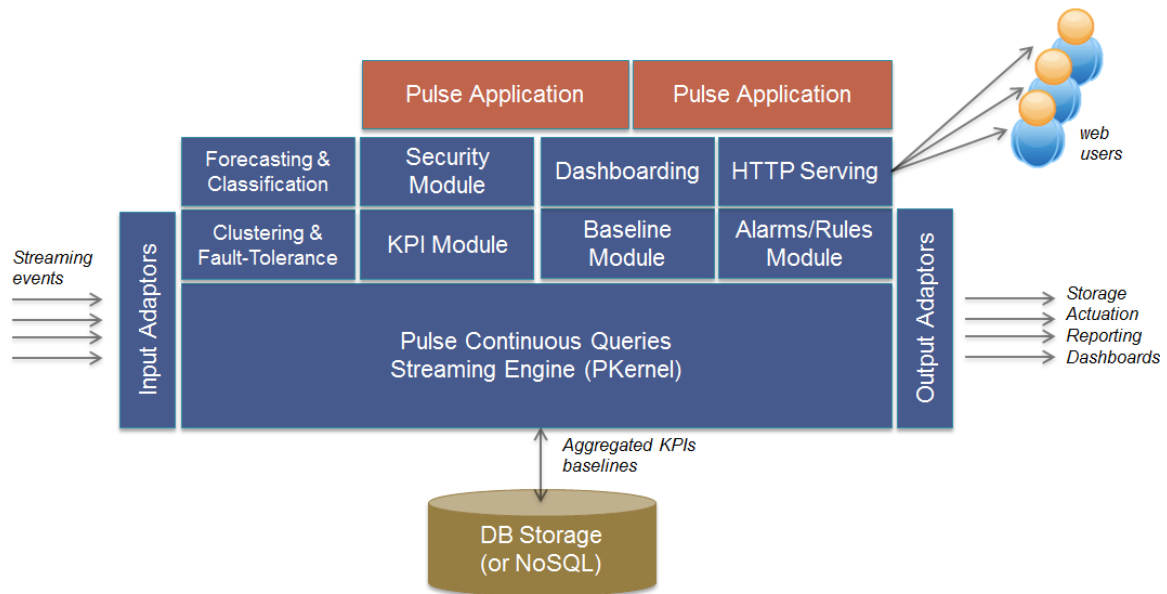 Pulse Application
Pulse Application
web
users
Forecasting &
Classification
Security
Module
Dashboarding
HTTP Serving
Clustering &
Fault-Tolerance
KPI Module
Baseline
Module
Alarms/Rules
Module
Streaming
events
Input Adaptors
Pulse Continuous Queries
Streaming Engine (PKernel)
Output Adaptors
Storage
Actuation
Reporting
Dashboards
Aggregated KPIs
baselines
DB Storage
(or NoSQL)